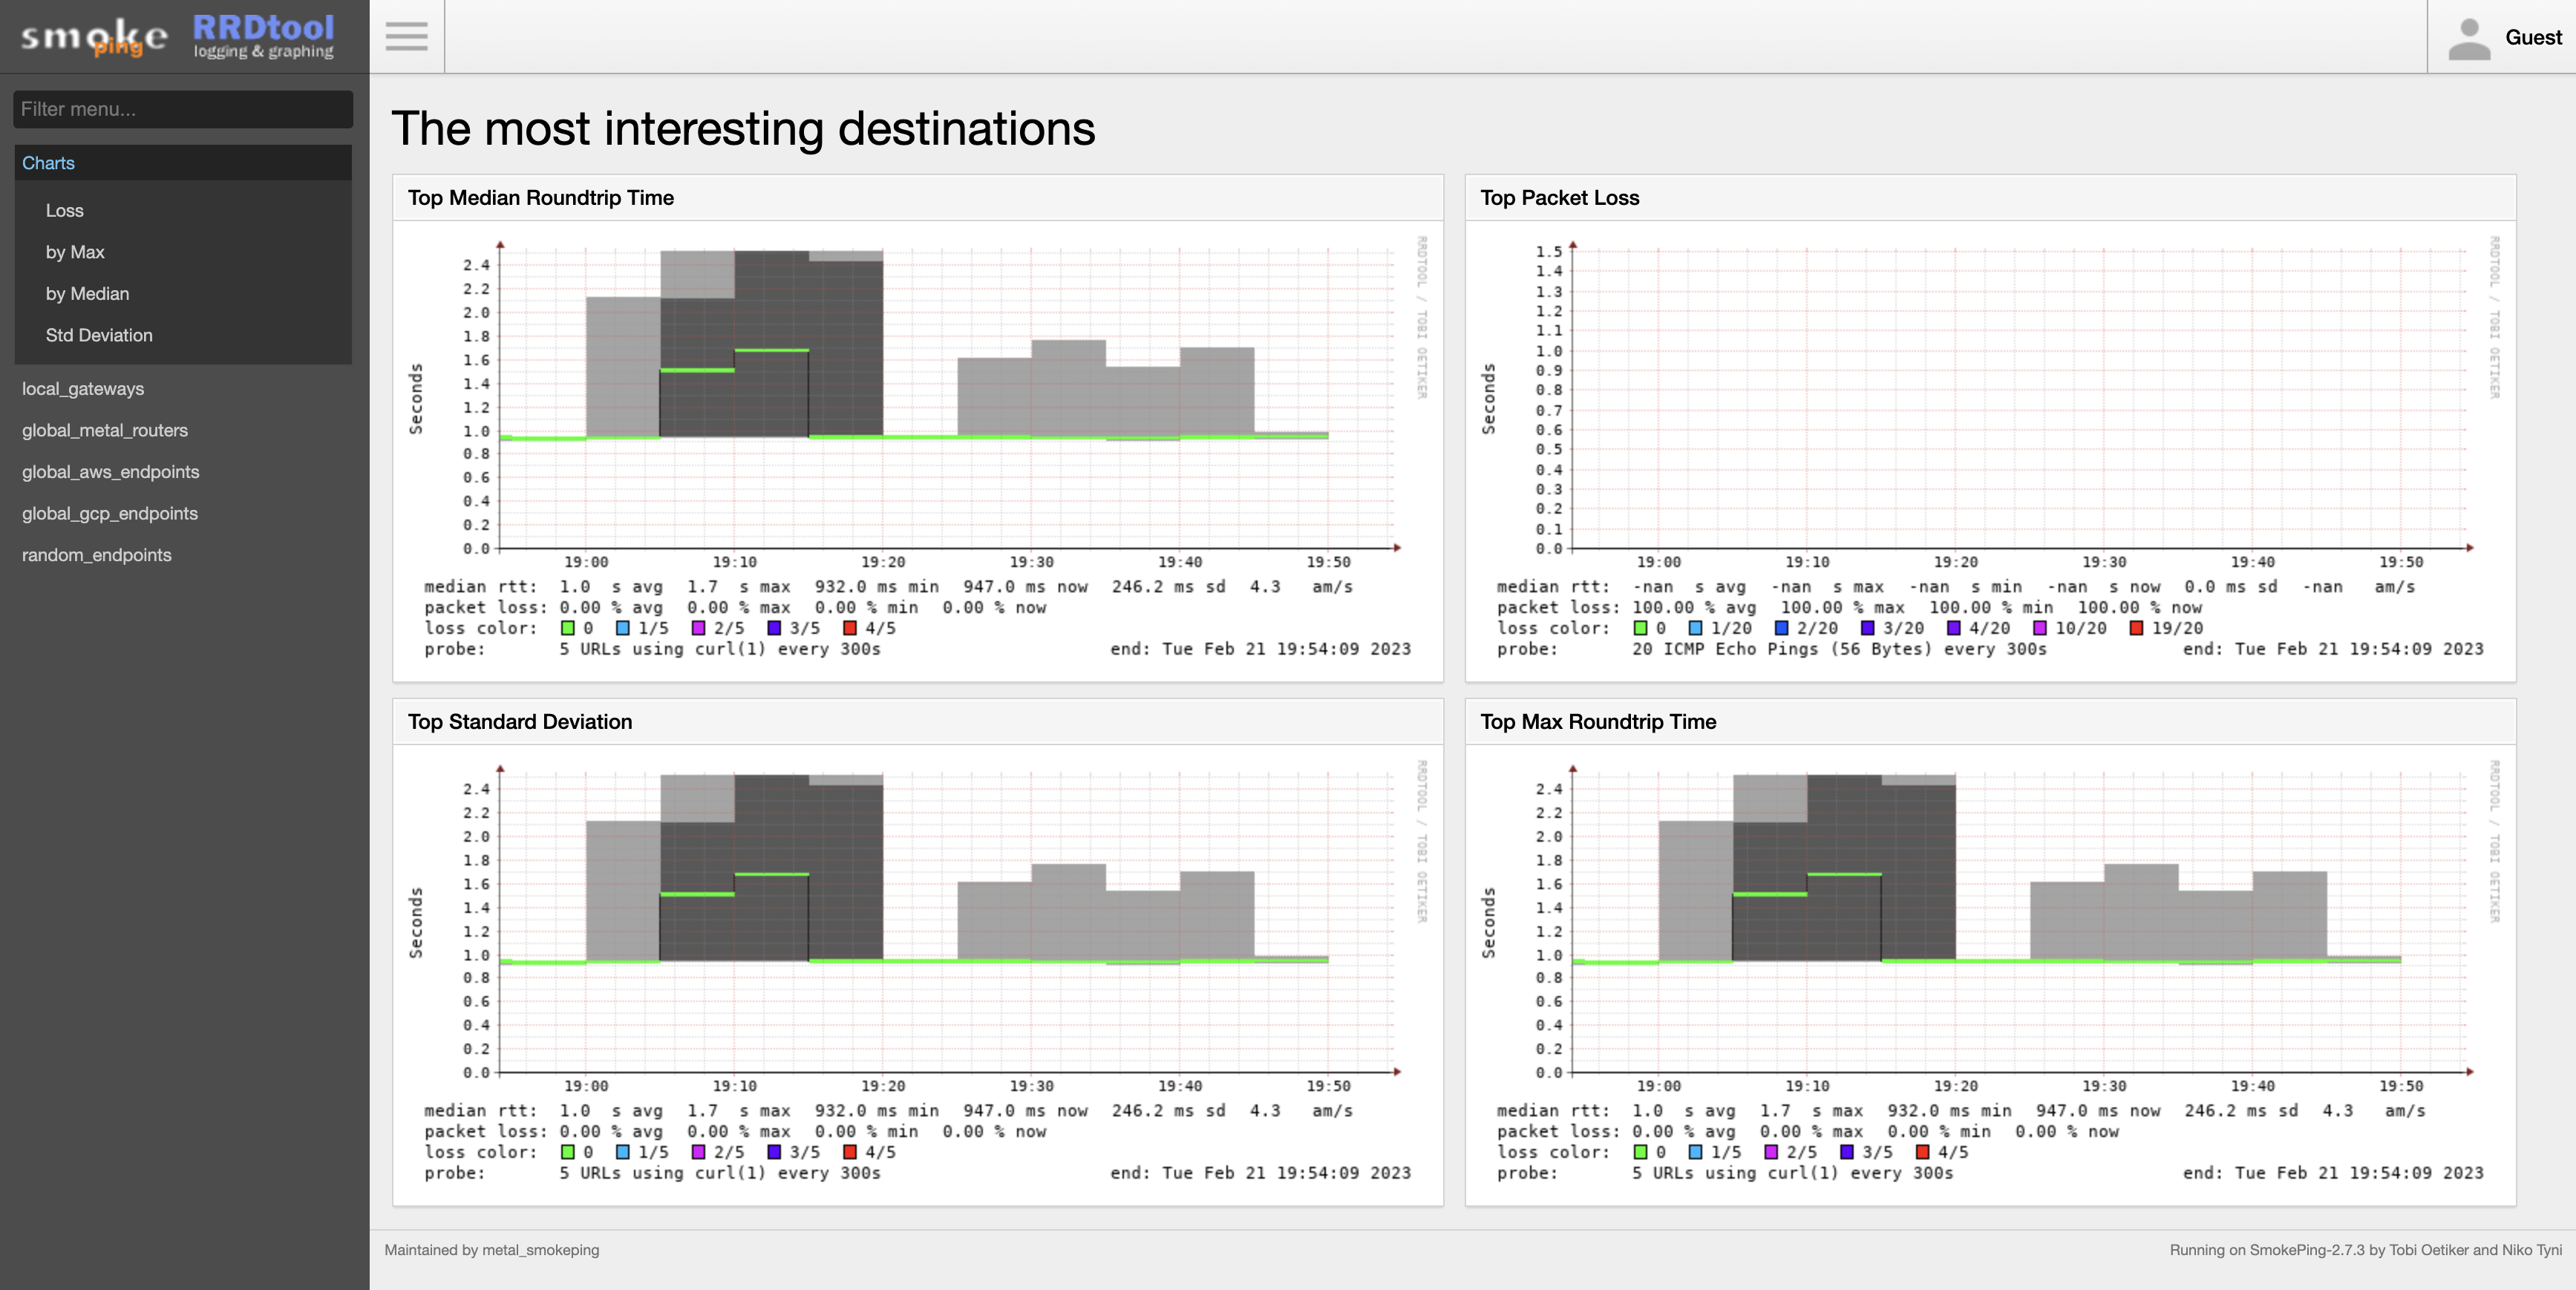 smoke ping RRDtool logging & graphing
Guest
Filter menu...
Charts
Loss
by Max
by Median
Std Deviation
local_gateways
global_metal_routers
global_aws_endpoints
global_gcp_endpoints
random_endpoints
The most interesting destinations
Top Median Roundtrip Time
RRDTOOL / TOBI OETIKER
Seconds
2.4
2.2
2.0
1.8
1.6
1.4
1.2
1.0
0.8
0.6
0.4
0.2
0.0
19:00 19:10 19:20 19:30 19:40 19:50
median rtt: 1.0 s avg 1.7 s max 932.0 ms min 947.0 ms now 246.2 ms sd 4.3 am/s
packet loss: 0.00 % avg 0.00 % max 0.00 % min 0.00 % now
loss color: 0 1/5 2/5 3/5 4/5
probe: 5 URLs using curl(1) every 300s end: Tue Feb 21 19:54:09 2023
Top Packet Loss
RRDTOOL / TOBI OETIKER
Seconds
1.5
1.4
1.3
1.2
1.1
1.0
0.9
0.8
0.7
0.6
0.5
0.4
0.3
0.2
0.1
0.0
19:00 19:10 19:20 19:30 19:40 19:50
median rtt: -nan s avg -nan s max -nan s min -nan s now 0.0 ms sd -nan am/s
packet loss: 100.00 % avg 100.00 % max 100.00 % min 100.00 % now
loss color: 0 1/20 2/20 3/20 4/20 10/20 19/20
probe: 20 ICMP Echo Pings (56 Bytes) every 300s end: Tue Feb 21 19:54:09 2023
Top Standard Deviation
RRDTOOL / TOBI OETIKER
Seconds
2.4
2.2
2.0
1.8
1.6
1.4
1.2
1.0
0.8
0.6
0.4
0.2
0.0
19:00 19:10 19:20 19:30 19:40 19:50
median rtt: 1.0 s avg 1.7 s max 932.0 ms min 947.0 ms now 246.2 ms sd 4.3 am/s
packet loss: 0.00 % avg 0.00 % max 0.00 % min 0.00 % now
loss color: 0 1/5 2/5 3/5 4/5
probe: 5 URLs using curl(1) every 300s end: Tue Feb 21 19:54:09 2023
Top Max Roundtrip Time
RRDTOOL / TOBI OETIKER
Seconds
2.4
2.2
2.0
1.8
1.6
1.4
1.2
1.0
0.8
0.6
0.4
0.2
0.0
19:00 19:10 19:20 19:30 19:40 19:50
median rtt: 1.0 s avg 1.7 s max 932.0 ms min 947.0 ms now 246.2 ms sd 4.3 am/s
packet loss: 0.00 % avg 0.00 % max 0.00 % min 0.00 % now
loss color: 0 1/5 2/5 3/5 4/5
probe: 5 URLs using curl(1) every 300s end: Tue Feb 21 19:54:09 2023
Maintained by metal_smokeping
Running on SmokePing-2.7.3 by Tobi Oetiker and Niko Tyni